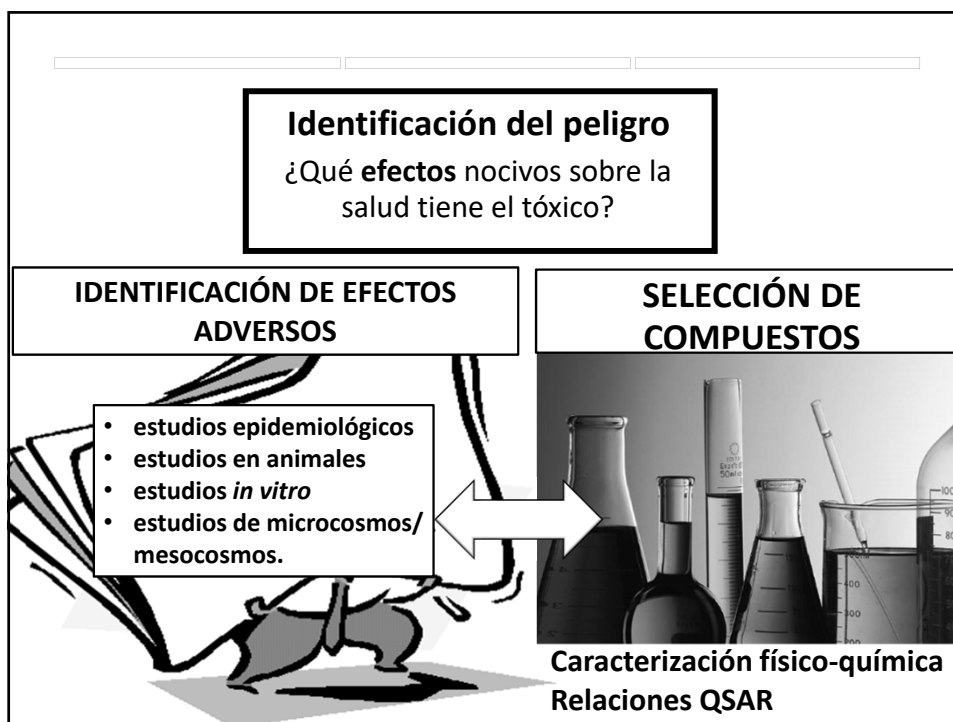 Identificación del peligro
¿Qué efectos nocivos sobre la
salud tiene el tóxico?
IDENTIFICACIÓN DE EFECTOS
ADVERSOS
SELECCIÓN DE
COMPUESTOS
• estudios epidemiológicos
• estudios en animales
• estudios in vitro
• estudios de microcosmos/
mesocosmos.
Caracterización físico-química
Relaciones QSAR